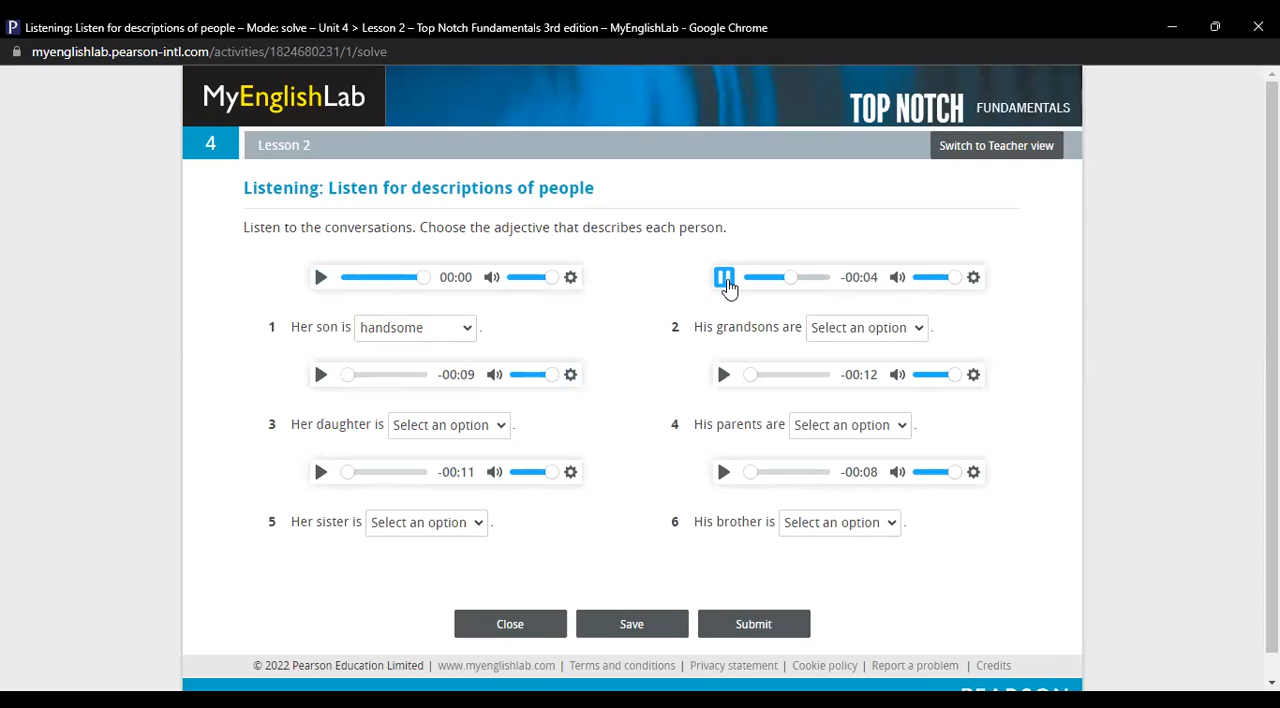 Listening: Listen for descriptions of people – Mode: solve – Unit 4 > Lesson 2 – Top Notch Fundamentals 3rd edition – MyEnglishLab - Google Chrome
myenglishlab.pearson-intl.com/activities/1824680231/1/solve
MyEnglishLab
TOP NOTCH FUNDAMENTALS
4 Lesson 2 Switch to Teacher view
Listening: Listen for descriptions of people
Listen to the conversations. Choose the adjective that describes each person.
00:00 -00:04
1 Her son is handsome . 2 His grandsons are Select an option .
-00:09 -00:12
3 Her daughter is Select an option . 4 His parents are Select an option .
-00:11 -00:08
5 Her sister is Select an option . 6 His brother is Select an option .
Close Save Submit
© 2022 Pearson Education Limited | www.myenglishlab.com | Terms and conditions | Privacy statement | Cookie policy | Report a problem | Credits
PEARSON